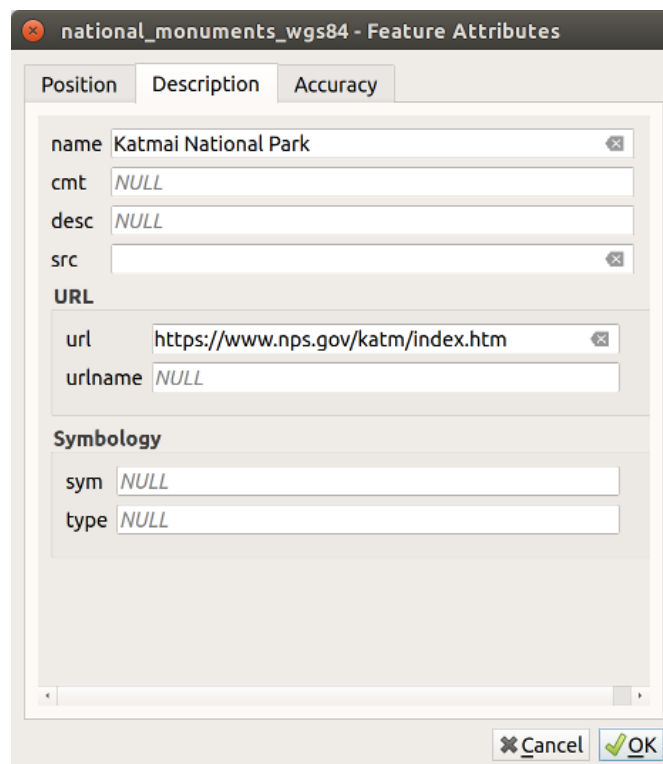 national_monuments_wgs84 - Feature Attributes
Position Description Accuracy
name Katmai National Park
cmt NULL
desc NULL
src
URL
url https://www.nps.gov/katm/index.htm
urlname NULL
Symbology
sym NULL
type NULL
Cancel OK